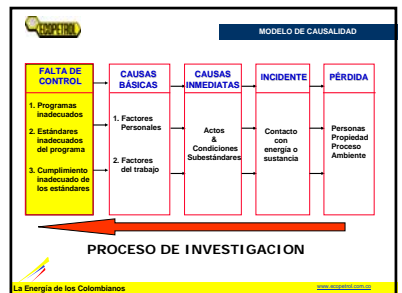 ECOPETROL
MODELO DE CAUSALIDAD
FALTA DE
CONTROL
1. Programas
inadecuados
2. Estándares
inadecuados
del programa
3. Cumplimiento
inadecuado de
los estándares
CAUSAS
BÁSICAS
1. Factores
Personales
2. Factores
del trabajo
CAUSAS
INMEDIATAS
Actos
&
Condiciones
Subestándares
INCIDENTE
Contacto
con
energía o
sustancia
PÉRDIDA
Personas
Propiedad
Proceso
Ambiente
PROCESO DE INVESTIGACION
La Energía de los Colombianos
www.ecopetrol.com.co